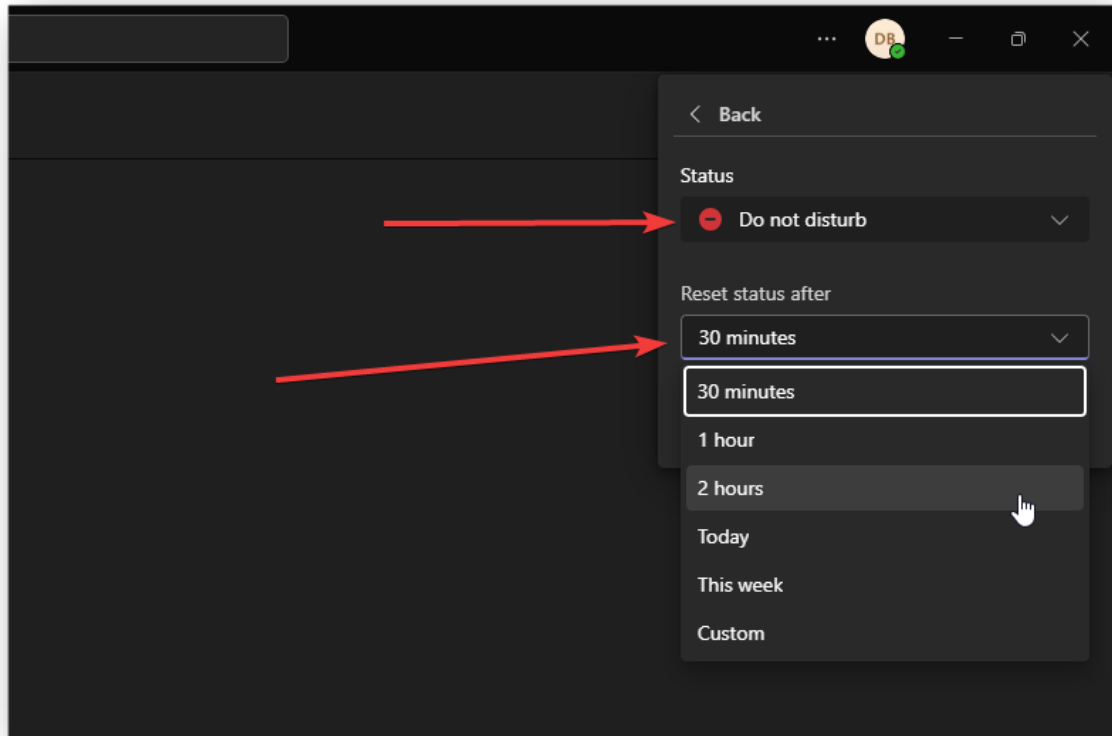 DB
Back
Status
Do not disturb
Reset status after
30 minutes
30 minutes
1 hour
2 hours
Today
This week
Custom